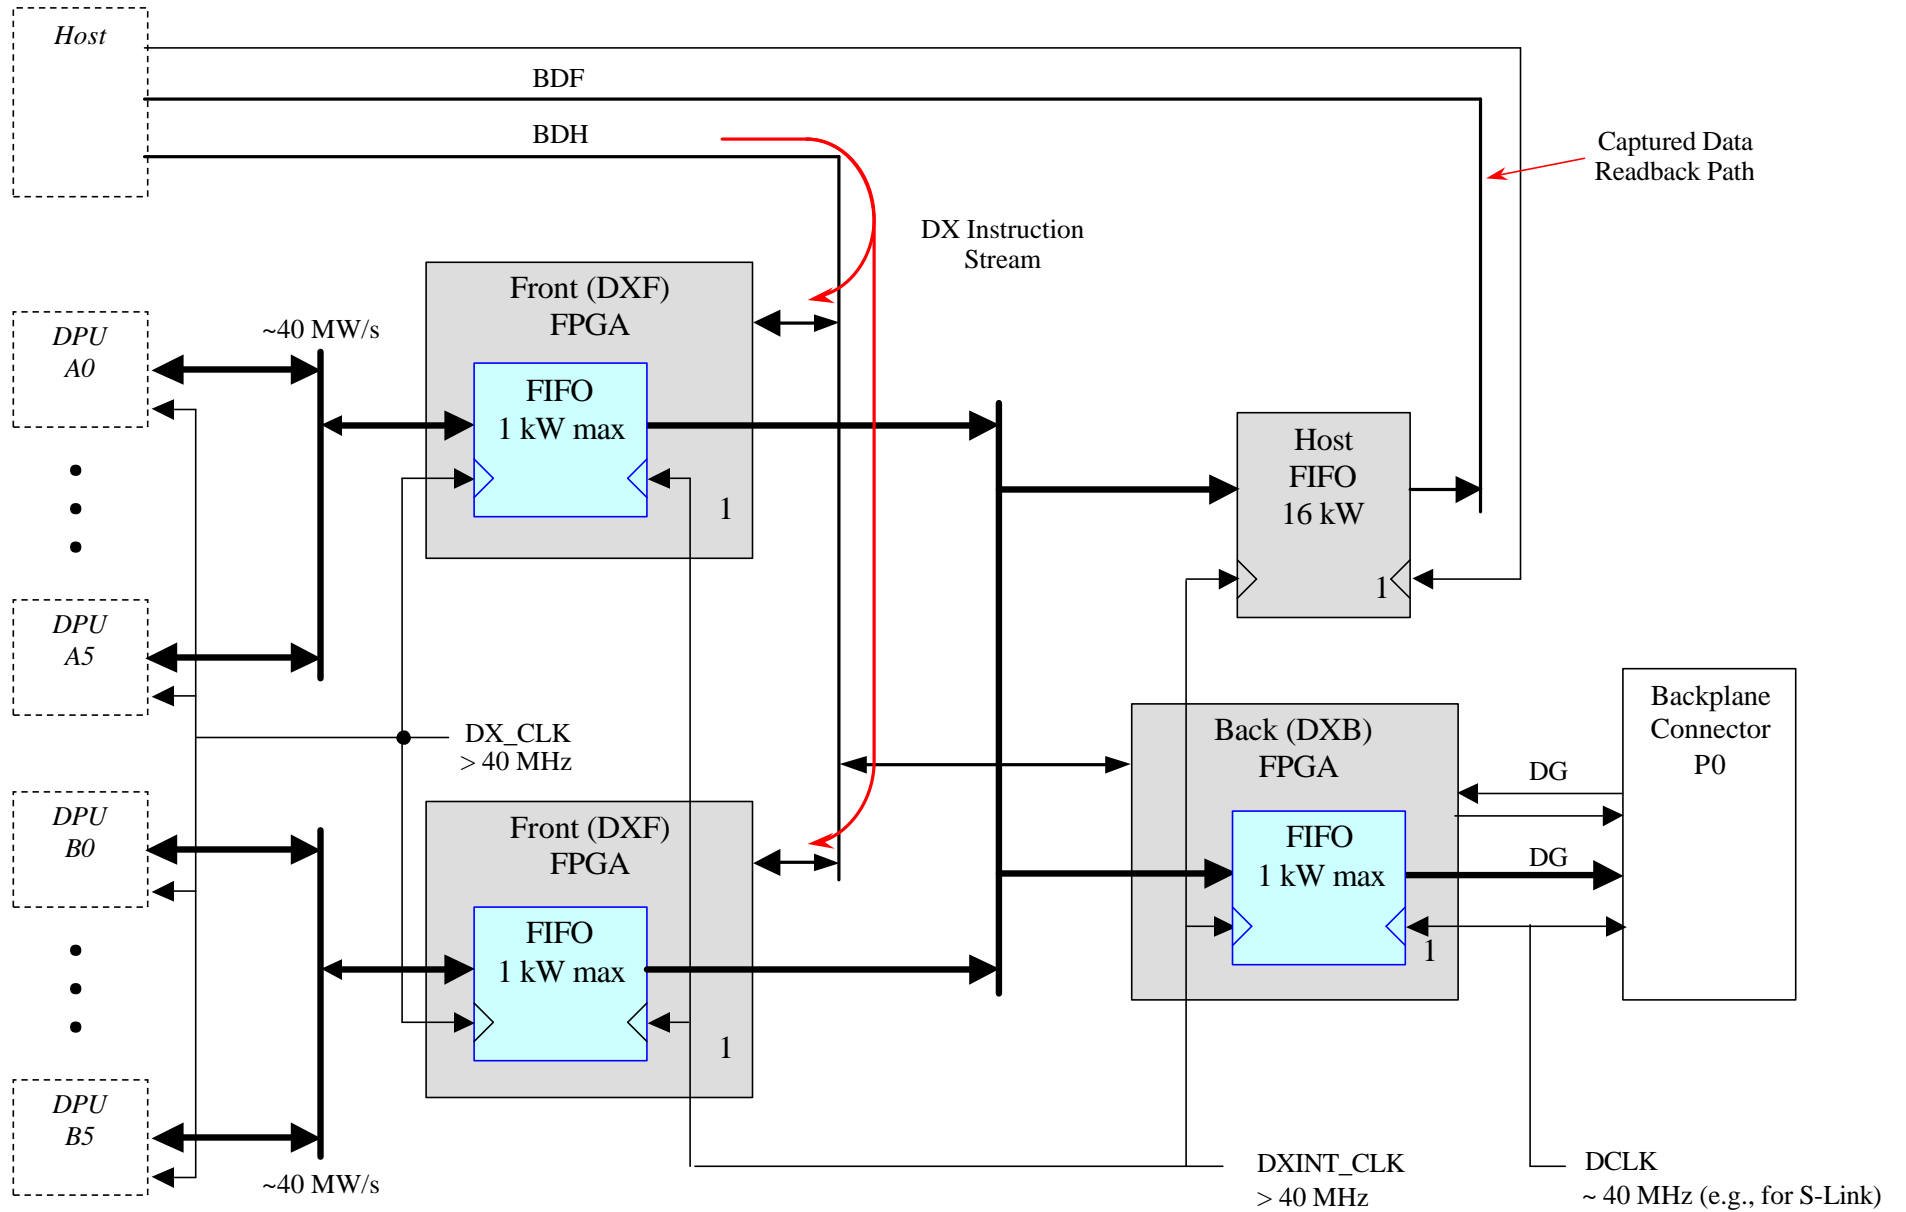 Host
BDF
BDH
Captured Data
Readback Path
DX Instruction
Stream
Front (DXF)
FPGA
FIFO
1 kW max
1
~40 MW/s
DPU
A0
DPU
A5
Host
FIFO
16 kW
1
DX_CLK
> 40 MHz
Backplane
Connector
P0
Back (DXB)
FPGA
FIFO
1 kW max
1
DG
DG
DPU
B0
DPU
B5
Front (DXF)
FPGA
FIFO
1 kW max
1
~40 MW/s
DXINT_CLK
> 40 MHz
DCLK
~ 40 MHz (e.g., for S-Link)